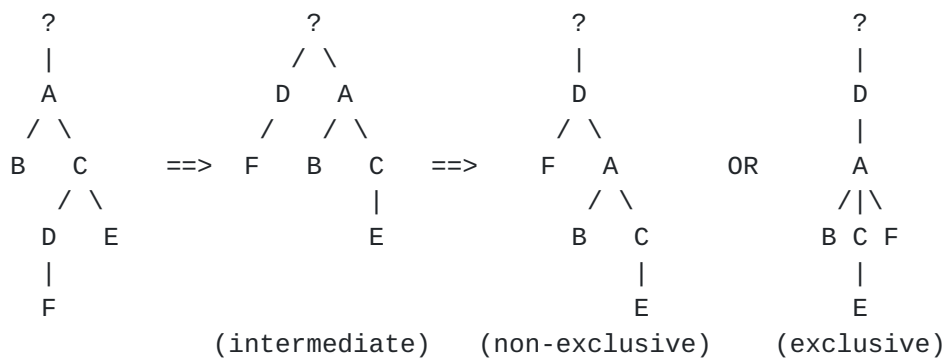 ?                ?                ?                 ?
    |               / \               |                 |
    A              D   A              D                 D
   / \            /   / \            / \                |
  B   C     ==>  F   B   C   ==>    F   A       OR      A
     / \                 |             / \             /|\
    D   E                E            B   C           B C F
    |                                     |             |
    F                                     E             E
               (intermediate)   (non-exclusive)    (exclusive)